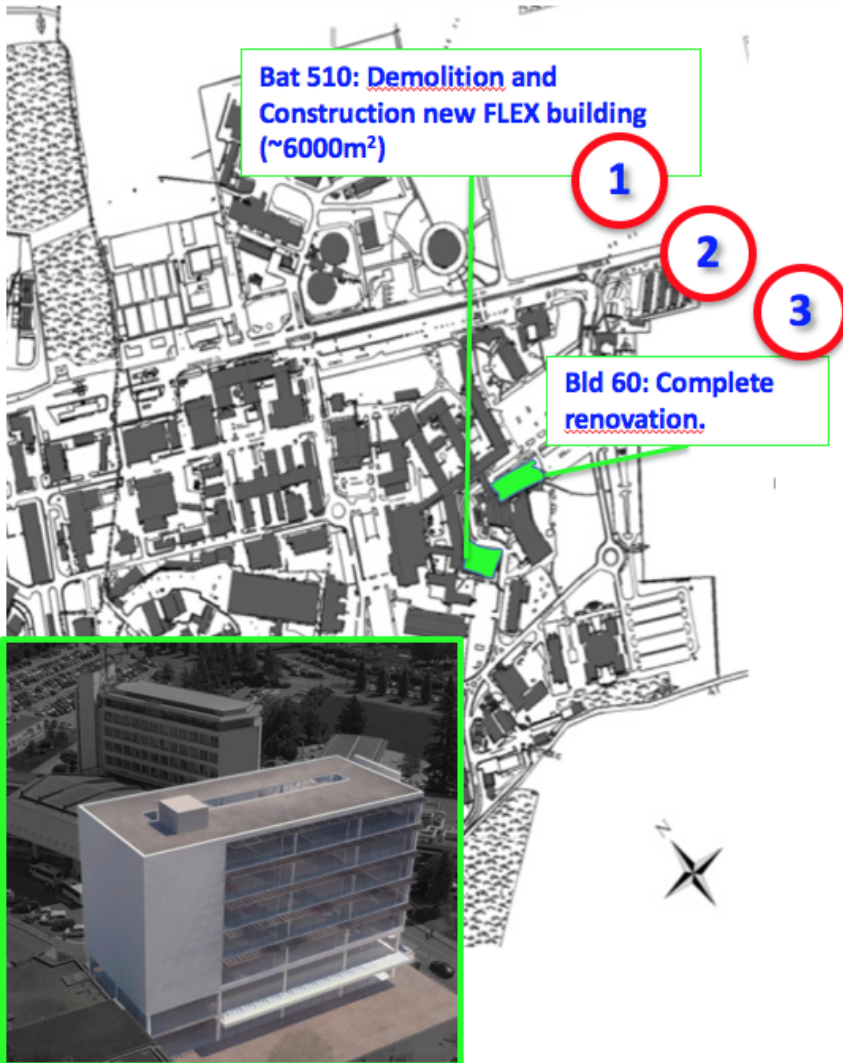 Bat 510: Demolition and
Construction new FLEX building
(~6000m²)
1
2
3
Bld 60: Complete
renovation.
N